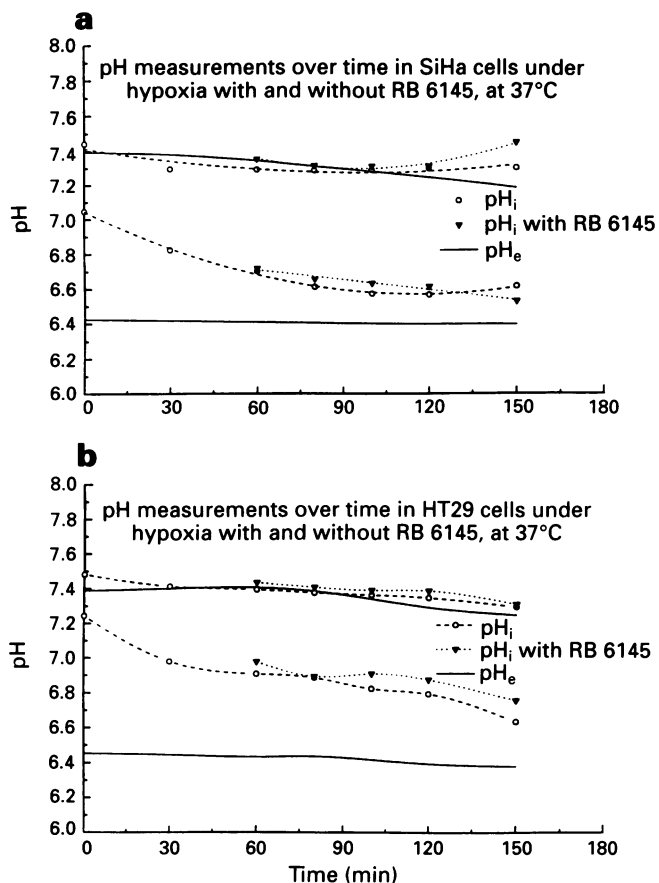 a
pH measurements over time in SiHa cells under
hypoxia with and without RB 6145, at 37°C
8.0
7.8
7.6
7.4
7.2
7.0
6.8
6.6
6.4
6.2
6.0
pH
pHi
pHi with RB 6145
pHe
0 30 60 90 120 150 180
b
pH measurements over time in HT29 cells under
hypoxia with and without RB 6145, at 37°C
8.0
7.8
7.6
7.4
7.2
7.0
6.8
6.6
6.4
6.2
6.0
pH
pHi
pHi with RB 6145
pHe
0 30 60 90 120 150 180
Time (min)